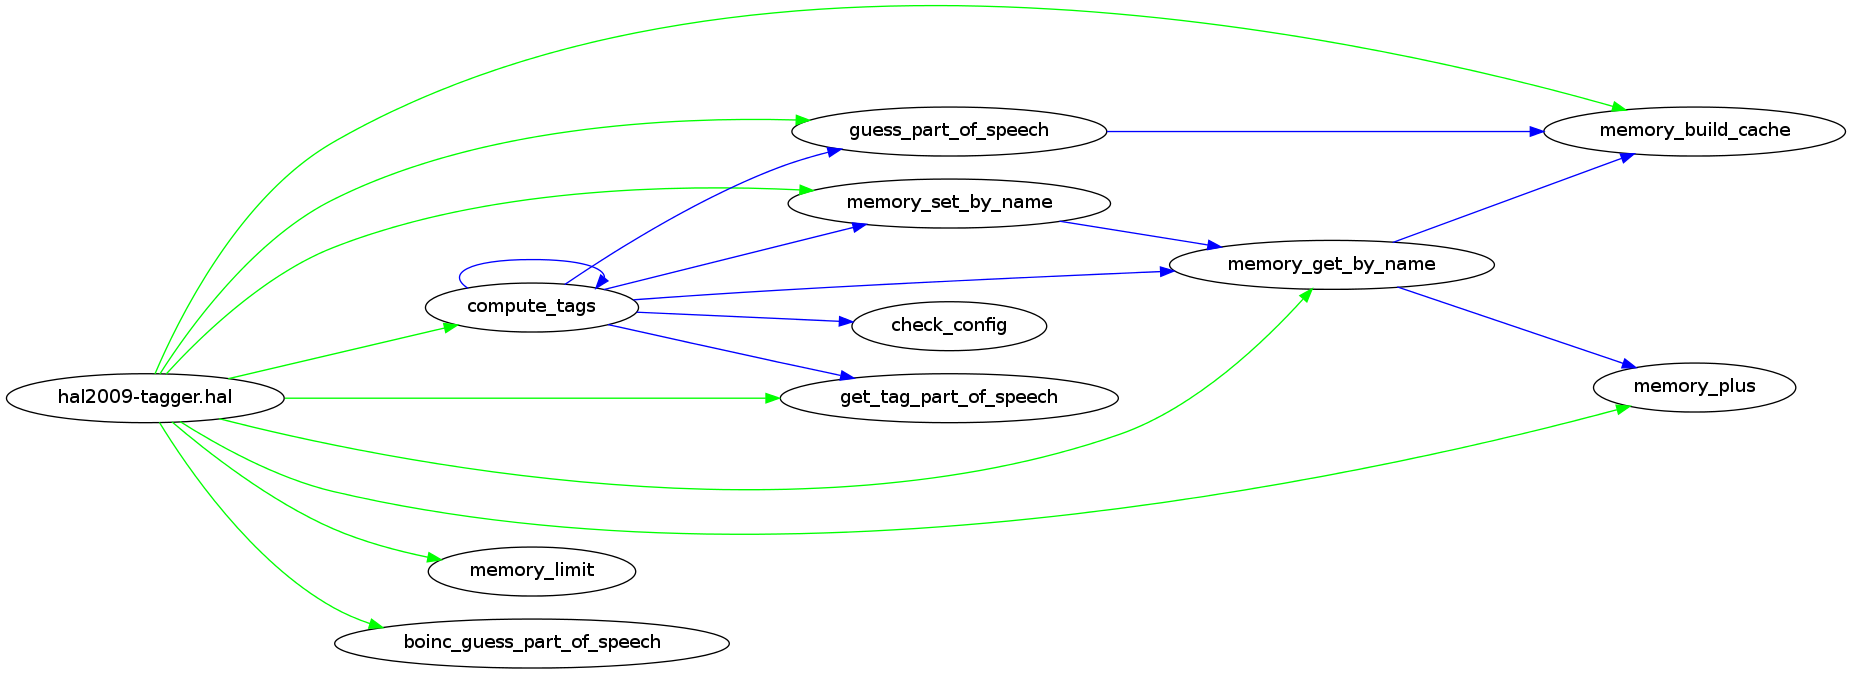 guess_part_of_speech
memory_build_cache
memory_set_by_name
memory_get_by_name
compute_tags
check_config
memory_plus
hal2009-tagger.hal
get_tag_part_of_speech
memory_limit
boinc_guess_part_of_speech